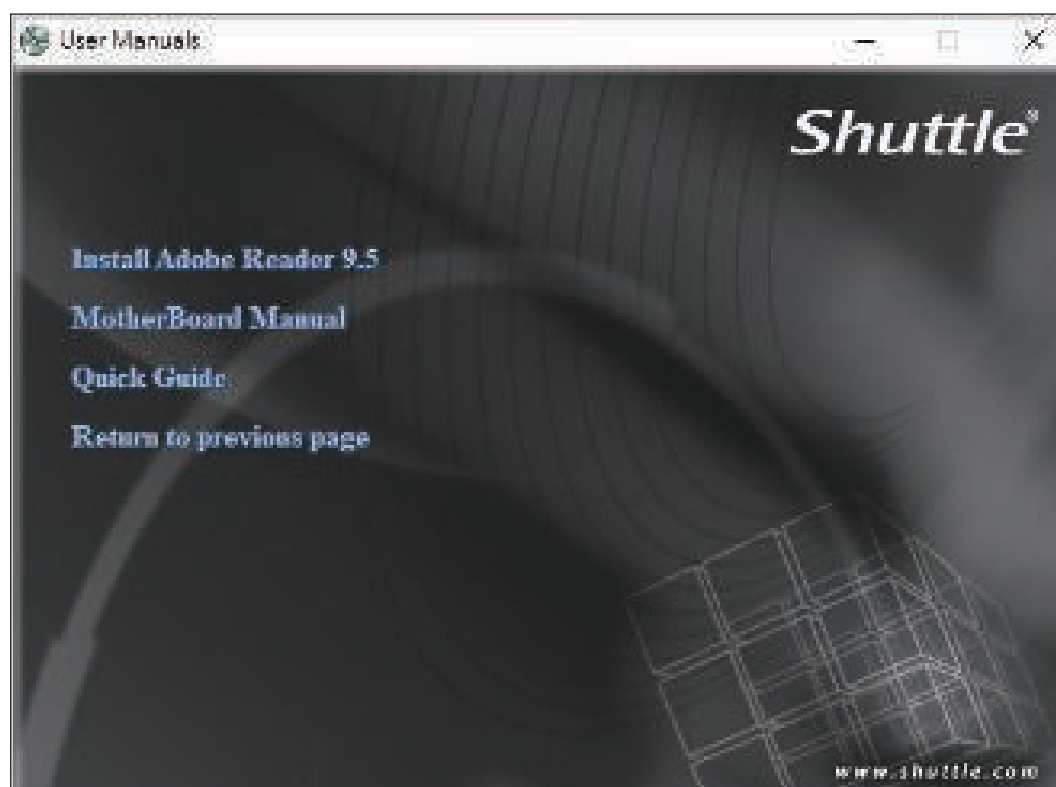 User Manuals
Shuttle®
Install Adobe Reader 9.5
MotherBoard Manual
Quick Guide
Return to previous page
www.shuttle.com